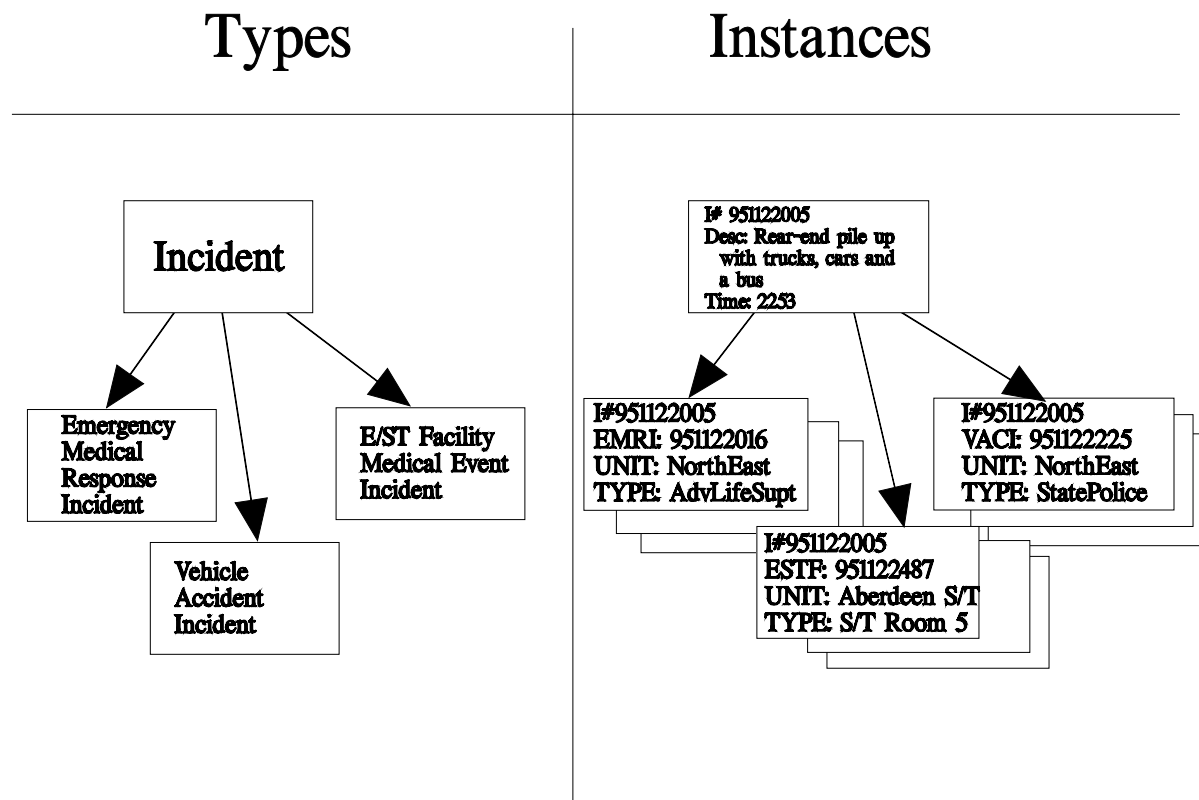 Types
Instances
Incident
Emergency
Medical
Response
Incident
E/ST Facility
Medical Event
Incident
Vehicle
Accident
Incident
I# 951122005
Desc: Rear-end pile up
with trucks, cars and
a bus
Time: 2253
I#951122005
EMRI: 951122016
UNIT: NorthEast
TYPE: AdvLifeSupt
I#951122005
VACI: 951122225
UNIT: NorthEast
TYPE: StatePolice
I#951122005
ESTF: 951122487
UNIT: Aberdeen S/T
TYPE: S/T Room 5